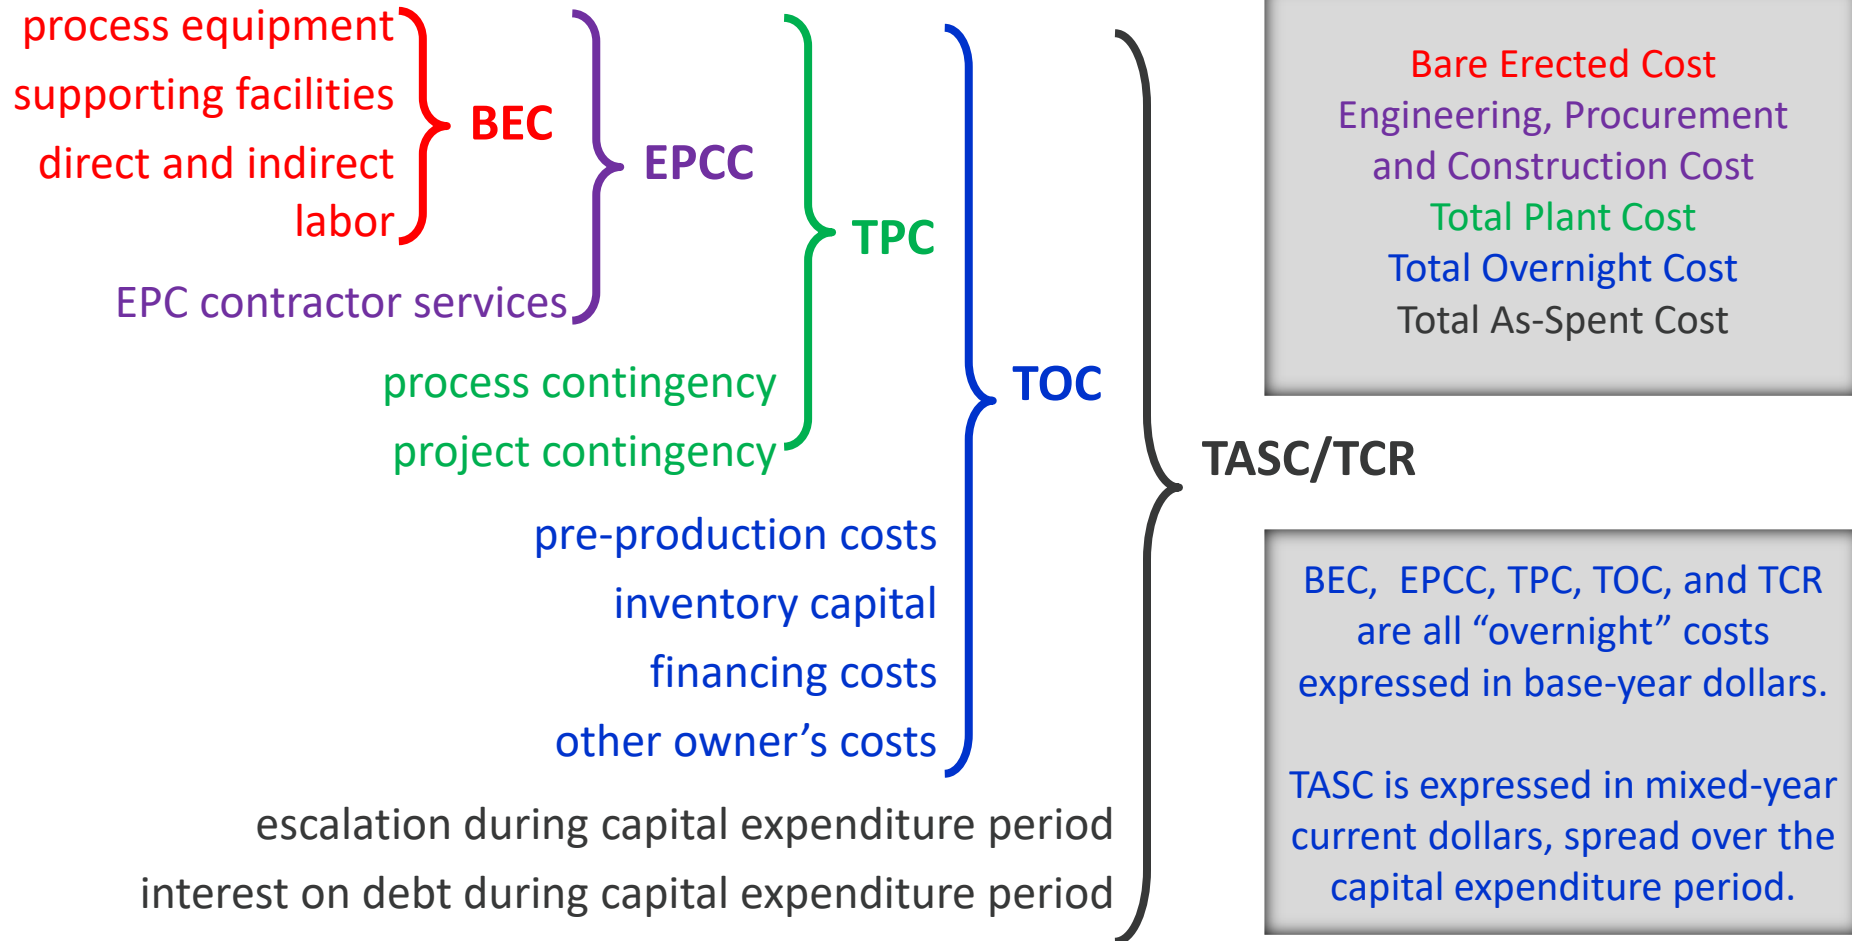 process equipment
supporting facilities
direct and indirect
labor
BEC
EPC contractor services
EPCC
process contingency
project contingency
TPC
pre-production costs
inventory capital
financing costs
other owner’s costs
TOC
escalation during capital expenditure period
interest on debt during capital expenditure period
TASC/TCR
Bare Erected Cost
Engineering, Procurement
and Construction Cost
Total Plant Cost
Total Overnight Cost
Total As-Spent Cost
BEC, EPCC, TPC, TOC, and TCR
are all “overnight” costs
expressed in base-year dollars.
TASC is expressed in mixed-year
current dollars, spread over the
capital expenditure period.